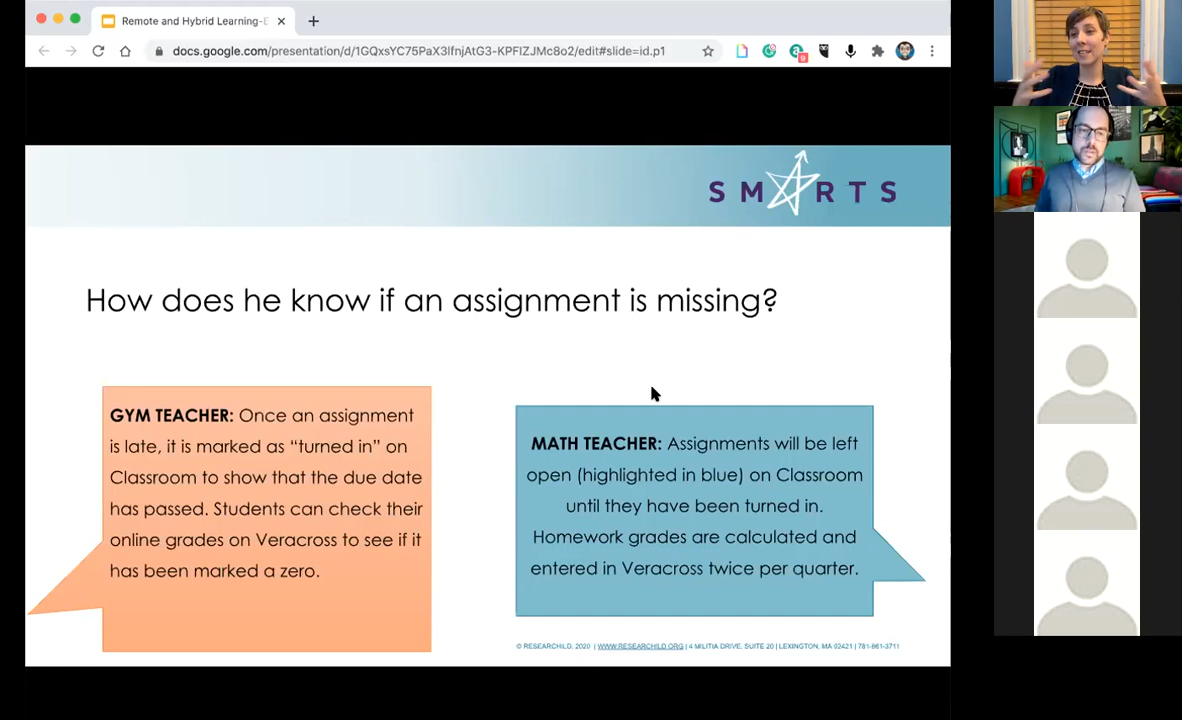 Remote and Hybrid Learning-E
docs.google.com/presentation/d/1GQxsYC75PaX3IfnjAtG3-KPFIZJMc8o2/edit#slide=id.p1
9
SMARTS
How does he know if an assignment is missing?
GYM TEACHER: Once an assignment
is late, it is marked as “turned in” on
Classroom to show that the due date
has passed. Students can check their
online grades on Veracross to see if it
has been marked a zero.
MATH TEACHER: Assignments will be left
open (highlighted in blue) on Classroom
until they have been turned in.
Homework grades are calculated and
entered in Veracross twice per quarter.
© RESEARCHILD, 2020 | WWW.RESEARCHILD.ORG | 4 MILITIA DRIVE, SUITE 20 | LEXINGTON, MA 02421 | 781-861-3711